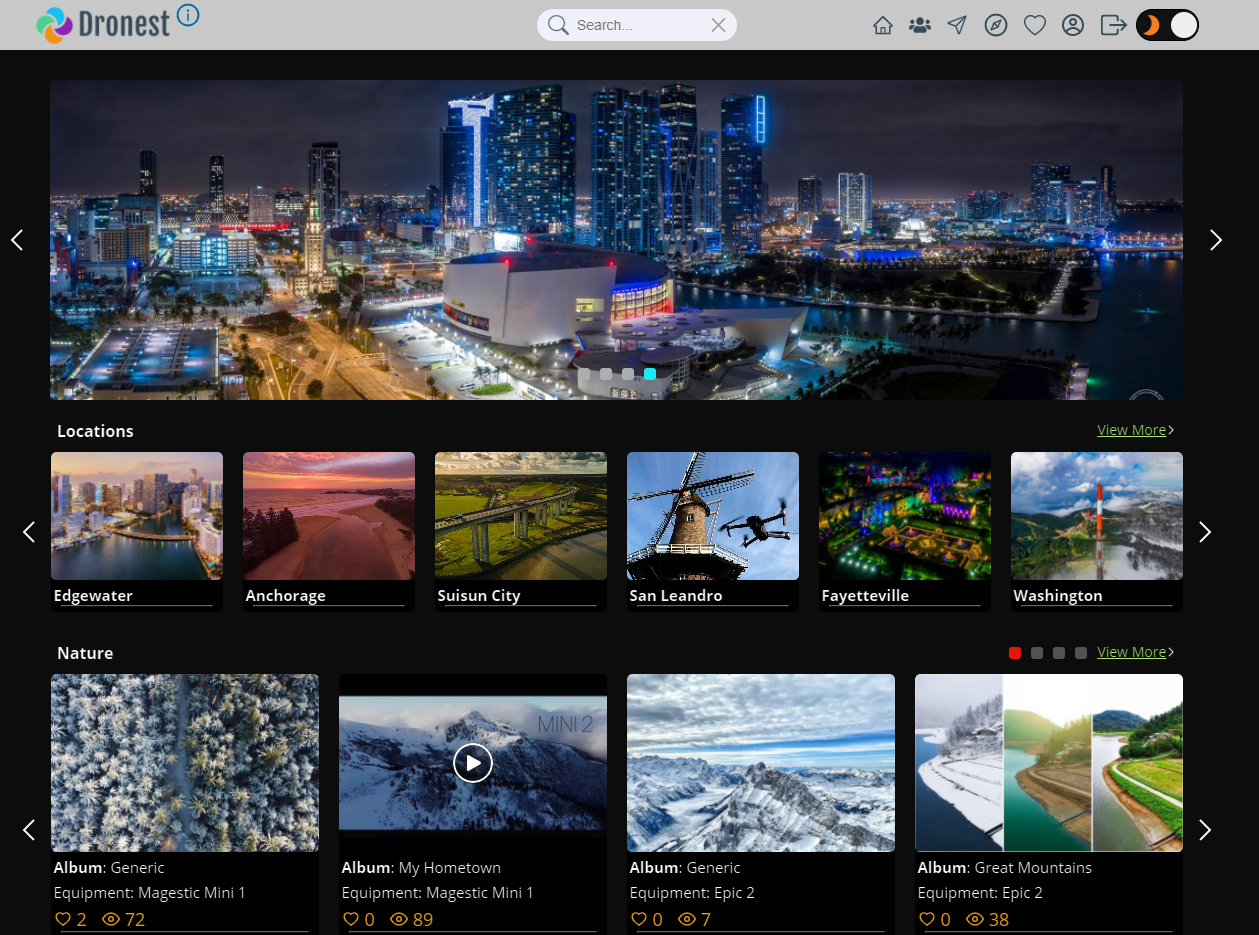 Dronest
Search...
Locations
View More
Edgewater
Anchorage
Suisun City
San Leandro
Fayetteville
Washington
Nature
View More
MINI 2
Album: Generic
Equipment: Magestic Mini 1
2 72
Album: My Hometown
Equipment: Magestic Mini 1
0 89
Album: Generic
Equipment: Epic 2
0 7
Album: Great Mountains
Equipment: Epic 2
0 38